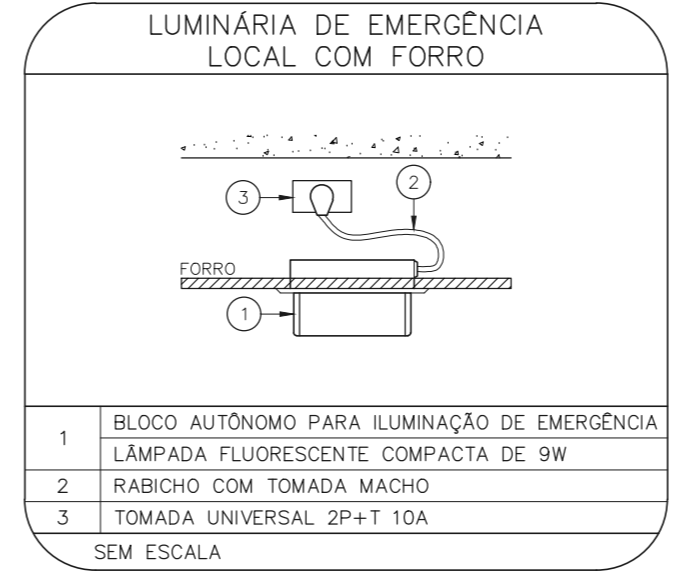 LUMINÁRIA DE EMERGÊNCIA
LOCAL COM FORRO
3
2
FORRO
1
1
BLOCO AUTÔNOMO PARA ILUMINAÇÃO DE EMERGÊNCIA
LÂMPADA FLUORESCENTE COMPACTA DE 9W
2 RABICHO COM TOMADA MACHO
3 TOMADA UNIVERSAL 2P+T 10A
SEM ESCALA